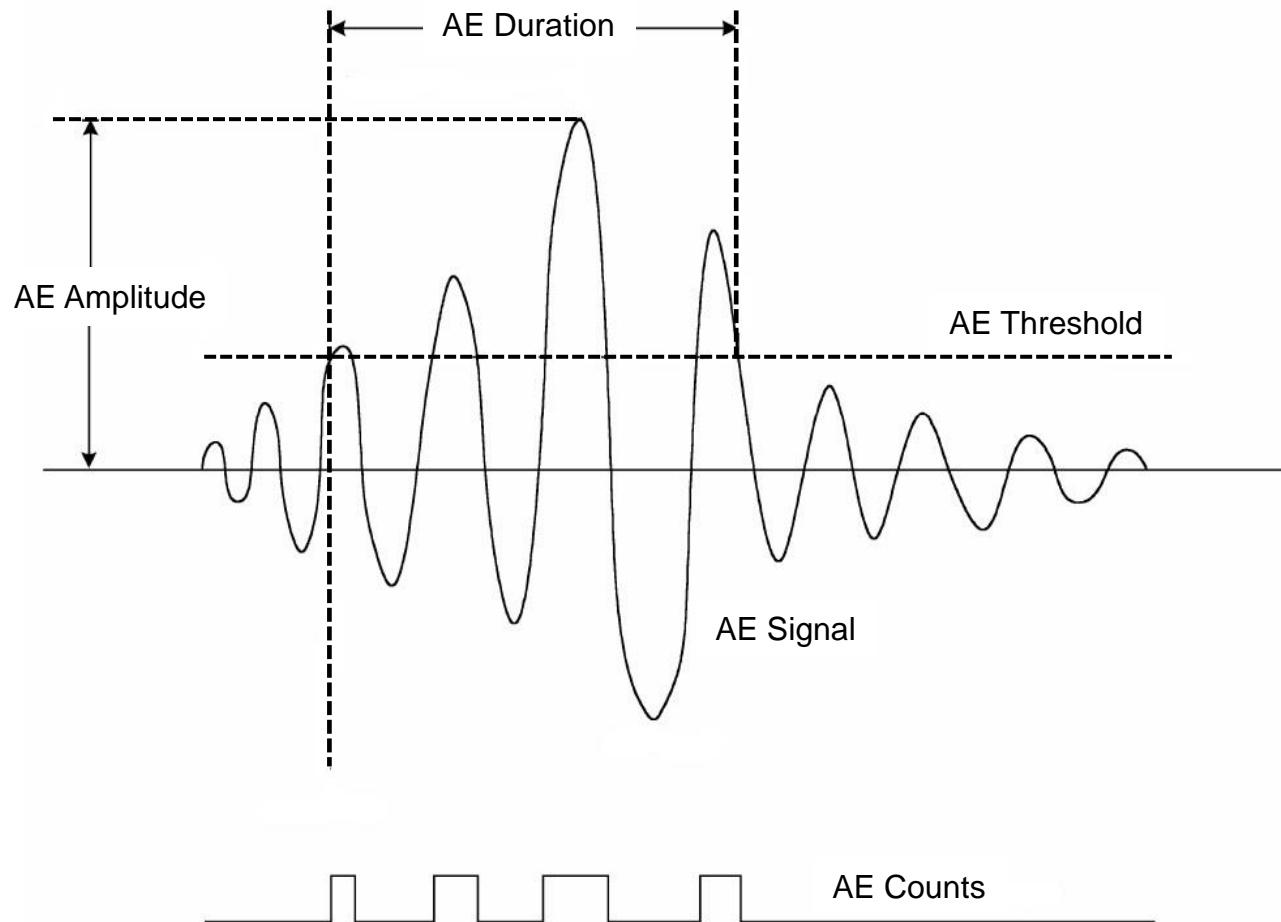 AE Duration
AE Amplitude
AE Threshold
AE Signal
AE Counts